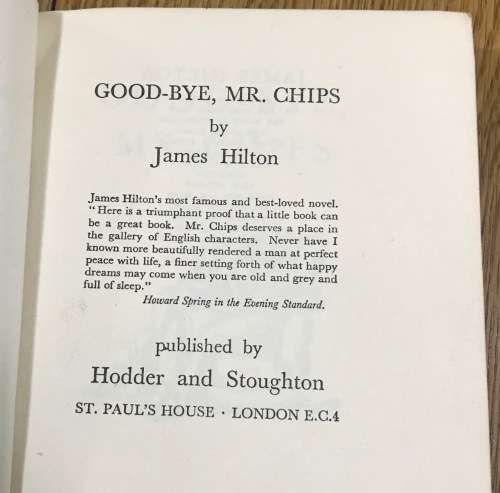 GOOD-BYE, MR. CHIPS
by
James Hilton
James Hilton's most famous and best-loved novel.
"Here is a triumphant proof that a little book can
be a great book. Mr. Chips deserves a place in
the gallery of English characters. Never have I
known more beautifully rendered a man at perfect
peace with life, a finer setting forth of what happy
dreams may come when you are old and grey and
full of sleep."
Howard Spring in the Evening Standard.
published by
Hodder and Stoughton
ST. PAUL'S HOUSE · LONDON E.C.4